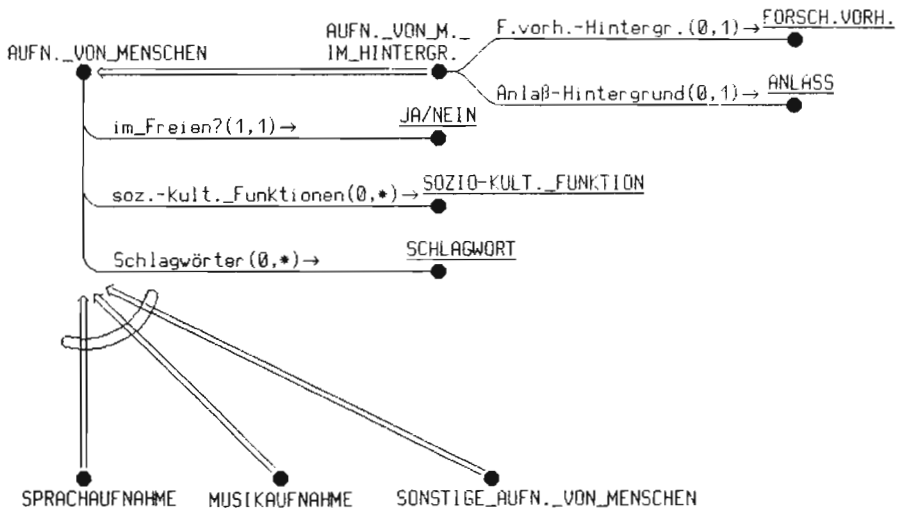 AUFN._VON_MENSCHEN
AUFN._VON_M._
IM_HINTERGR.
F.vorh.-Hintergr.(0,1)→
FORSCH.VORH.
Anlaß-Hintergrund(0,1)→
ANLASS
im_Freien?(1,1)→
JA/NEIN
soz.-kult._Funktionen(0,*)→
SOZIO-KULT._FUNKTION
Schlagwörter(0,*)→
SCHLAGWORT
SPRACHAUFNAHME
MUSIKAUFNAHME
SONSTIGE_AUFN._VON_MENSCHEN